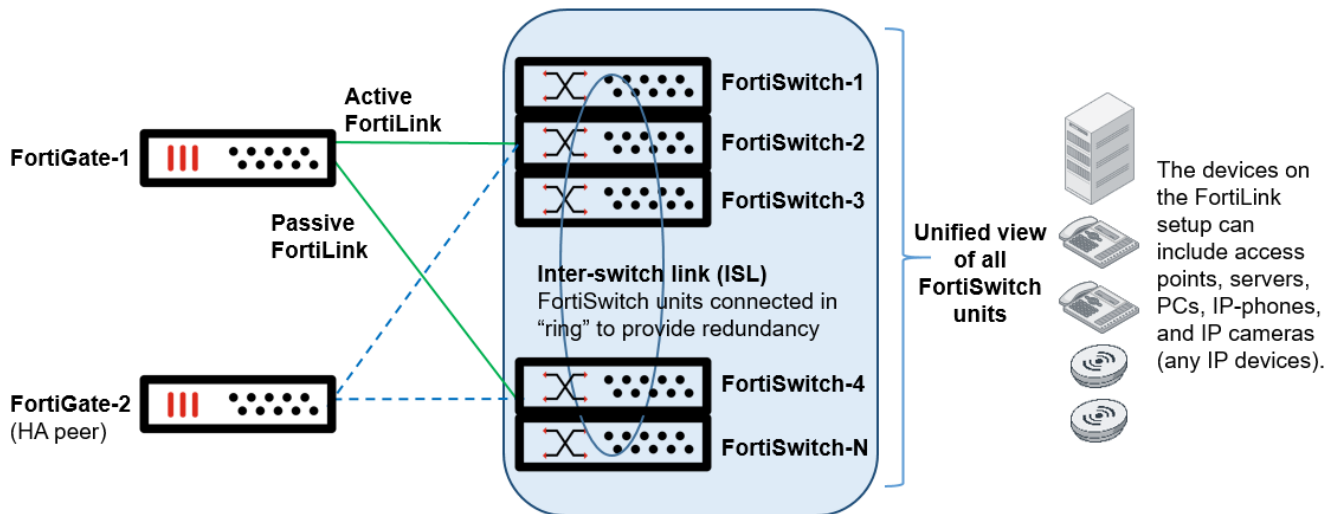 Active
FortiLink
FortiGate-1
Passive
FortiLink
FortiGate-2
(HA peer)
FortiSwitch-1
FortiSwitch-2
FortiSwitch-3
Inter-switch link (ISL)
FortiSwitch units connected in
“ring” to provide redundancy
FortiSwitch-4
FortiSwitch-N
Unified view
of all
FortiSwitch
units
The devices on
the FortiLink
setup can
include access
points, servers,
PCs, IP-phones,
and IP cameras
(any IP devices).